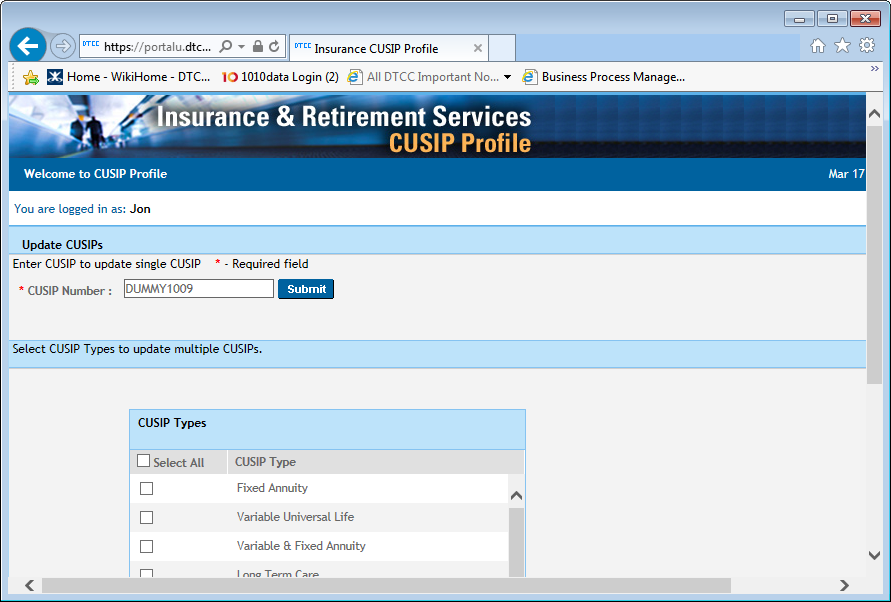 DTCC https://portalu.dtc...
DTCC Insurance CUSIP Profile
Home - WikiHome - DTC...
10 1010data Login (2)
All DTCC Important No...
Business Process Manage...
Insurance & Retirement Services
CUSIP Profile
Welcome to CUSIP Profile Mar 17
You are logged in as: Jon
Update CUSIPs
Enter CUSIP to update single CUSIP * - Required field
* CUSIP Number : DUMMY1009 Submit
Select CUSIP Types to update multiple CUSIPs.
CUSIP Types
Select All CUSIP Type
Fixed Annuity
Variable Universal Life
Variable & Fixed Annuity
Long Term Care